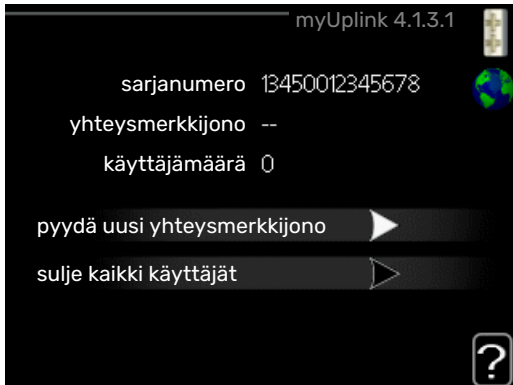 myUplink 4.1.3.1
sarjanumero 13450012345678
yhteysmerkkijono --
käyttäjämäärä 0
pyydä uusi yhteysmerkkijono
sulje kaikki käyttäjät
?